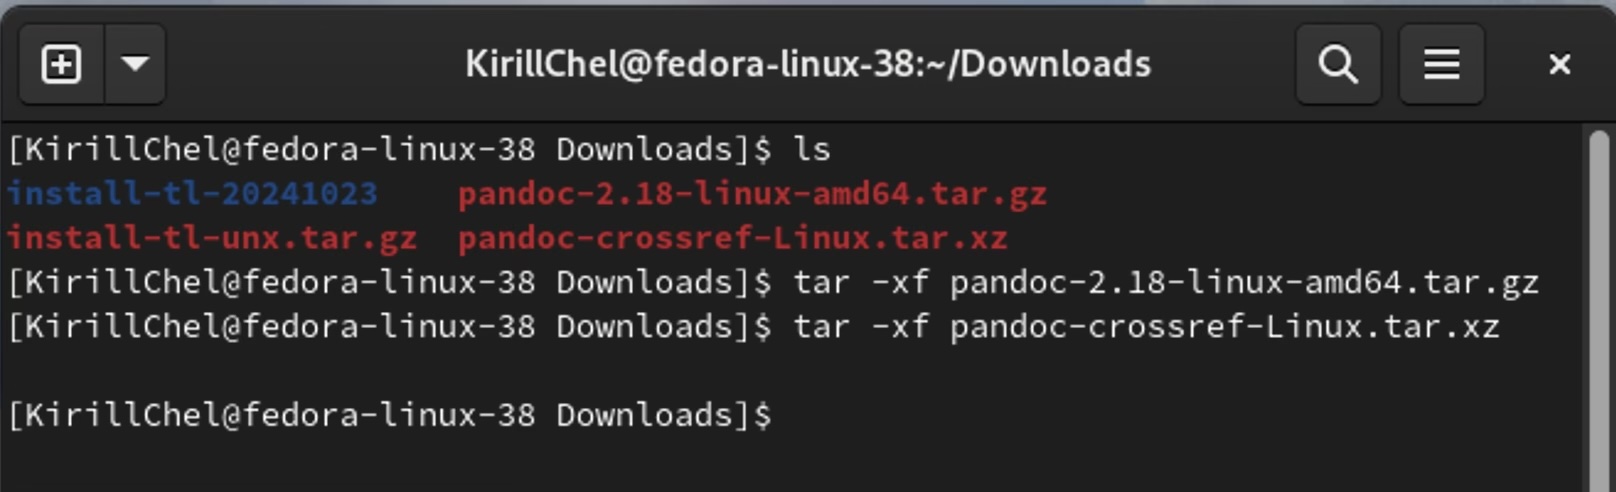 KirillChel@fedora-linux-38:~/Downloads
[KirillChel@fedora-linux-38 Downloads]$ ls
install-tl-20241023    pandoc-2.18-linux-amd64.tar.gz
install-tl-unx.tar.gz  pandoc-crossref-Linux.tar.xz
[KirillChel@fedora-linux-38 Downloads]$ tar -xf pandoc-2.18-linux-amd64.tar.gz
[KirillChel@fedora-linux-38 Downloads]$ tar -xf pandoc-crossref-Linux.tar.xz
[KirillChel@fedora-linux-38 Downloads]$